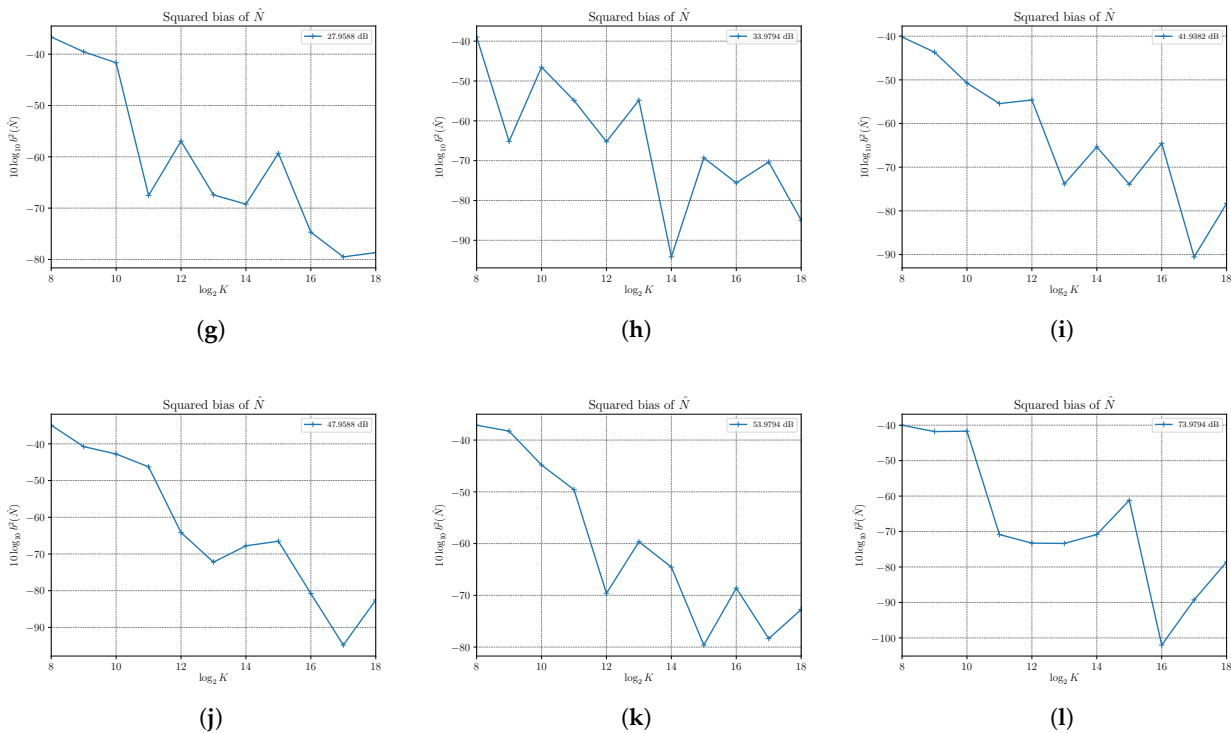 Squared bias of N̂
27.9588 dB
10 log₁₀ b²(N̂)
−40
−50
−60
−70
−80
8 10 12 14 16 18
log₂ K
(g)
Squared bias of N̂
33.9794 dB
10 log₁₀ b²(N̂)
−40
−50
−60
−70
−80
−90
8 10 12 14 16 18
log₂ K
(h)
Squared bias of N̂
41.9382 dB
10 log₁₀ b²(N̂)
−40
−50
−60
−70
−80
−90
8 10 12 14 16 18
log₂ K
(i)
Squared bias of N̂
47.9588 dB
10 log₁₀ b²(N̂)
−40
−50
−60
−70
−80
−90
8 10 12 14 16 18
log₂ K
(j)
Squared bias of N̂
53.9794 dB
10 log₁₀ b²(N̂)
−40
−50
−60
−70
−80
8 10 12 14 16 18
log₂ K
(k)
Squared bias of N̂
73.9794 dB
10 log₁₀ b²(N̂)
−40
−50
−60
−70
−80
−90
−100
8 10 12 14 16 18
log₂ K
(l)